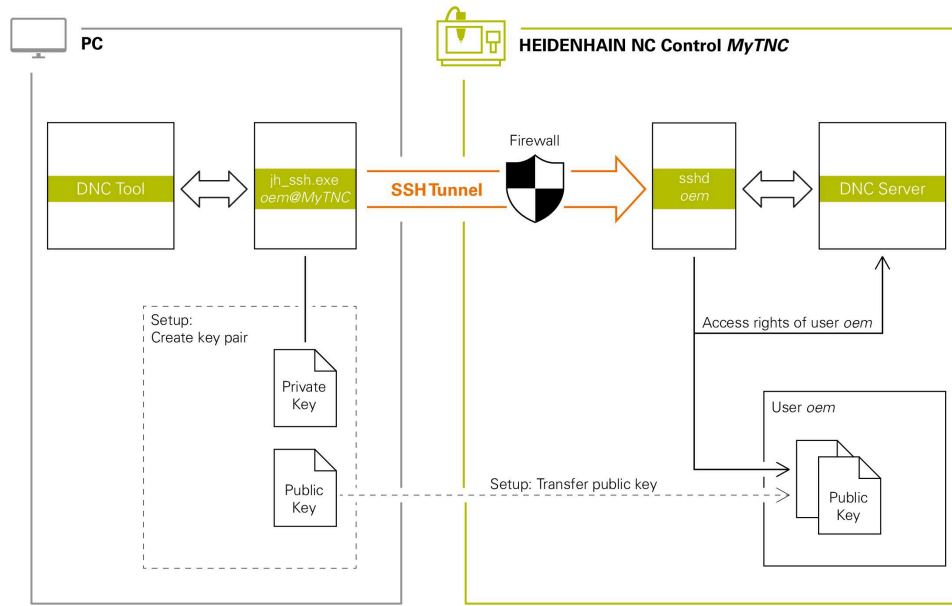 PC
HEIDENHAIN NC Control MyTNC
DNC Tool
jh_ssh.exe
oem@MyTNC
SSH Tunnel
Firewall
sshd
oem
DNC Server
Setup:
Create key pair
Private
Key
Public
Key
Access rights of user oem
Setup: Transfer public key
User oem
Public
Key